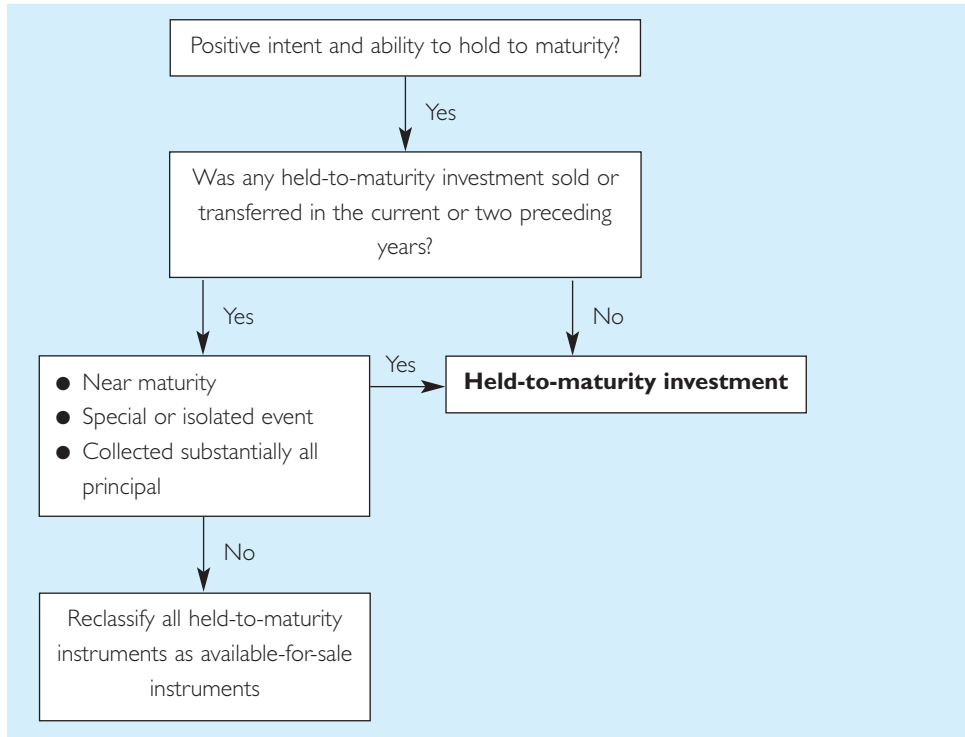 Positive intent and ability to hold to maturity?
Yes
Was any held-to-maturity investment sold or
transferred in the current or two preceding
years?
Yes
No
● Near maturity
● Special or isolated event
● Collected substantially all
principal
Yes
Held-to-maturity investment
No
Reclassify all held-to-maturity
instruments as available-for-sale
instruments